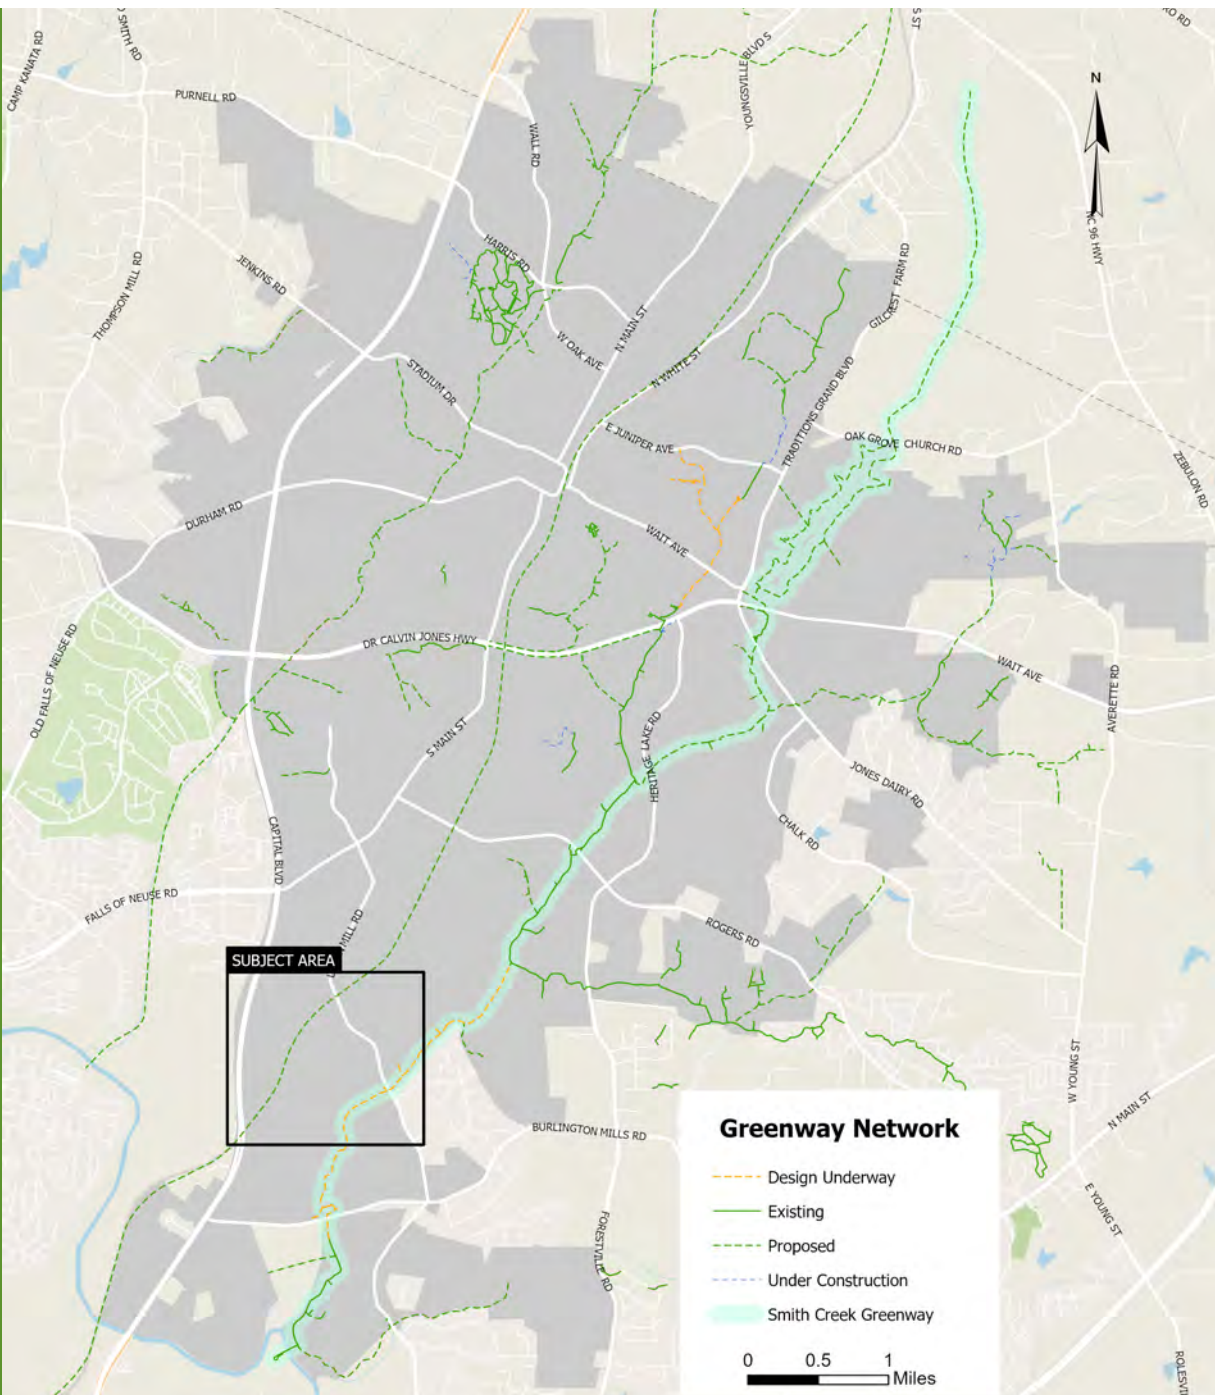 CAMP KANATA RD
SMITH RD
PURNELL RD
WALL RD
YOUNGSVILLE BLVD S
ST
RD
N
NC 96 HWY
HARRIS RD
JENKINS RD
THOMPSON MILL RD
GILCREST FARM RD
N MAIN ST
W OAK AVE
N WHITE ST
STADIUM DR
TRADITIONS GRAND BLVD
E JUNIPER AVE
OAK GROVE CHURCH RD
ZEBULON RD
DURHAM RD
WAIT AVE
OLD FALLS OF NEUSE RD
DR CALVIN JONES HWY
WAIT AVE
AVERETTE RD
S MAIN ST
HERITAGE LAKE RD
JONES DAIRY RD
CAPITAL BLVD
CHALK RD
FALLS OF NEUSE RD
ROGERS RD
MILL RD
SUBJECT AREA
W YOUNG ST
N MAIN ST
BURLINGTON MILLS RD
E YOUNG ST
FORESTVILLE RD
Greenway Network
Design Underway
Existing
Proposed
Under Construction
Smith Creek Greenway
0 0.5 1
Miles
ROLESVI